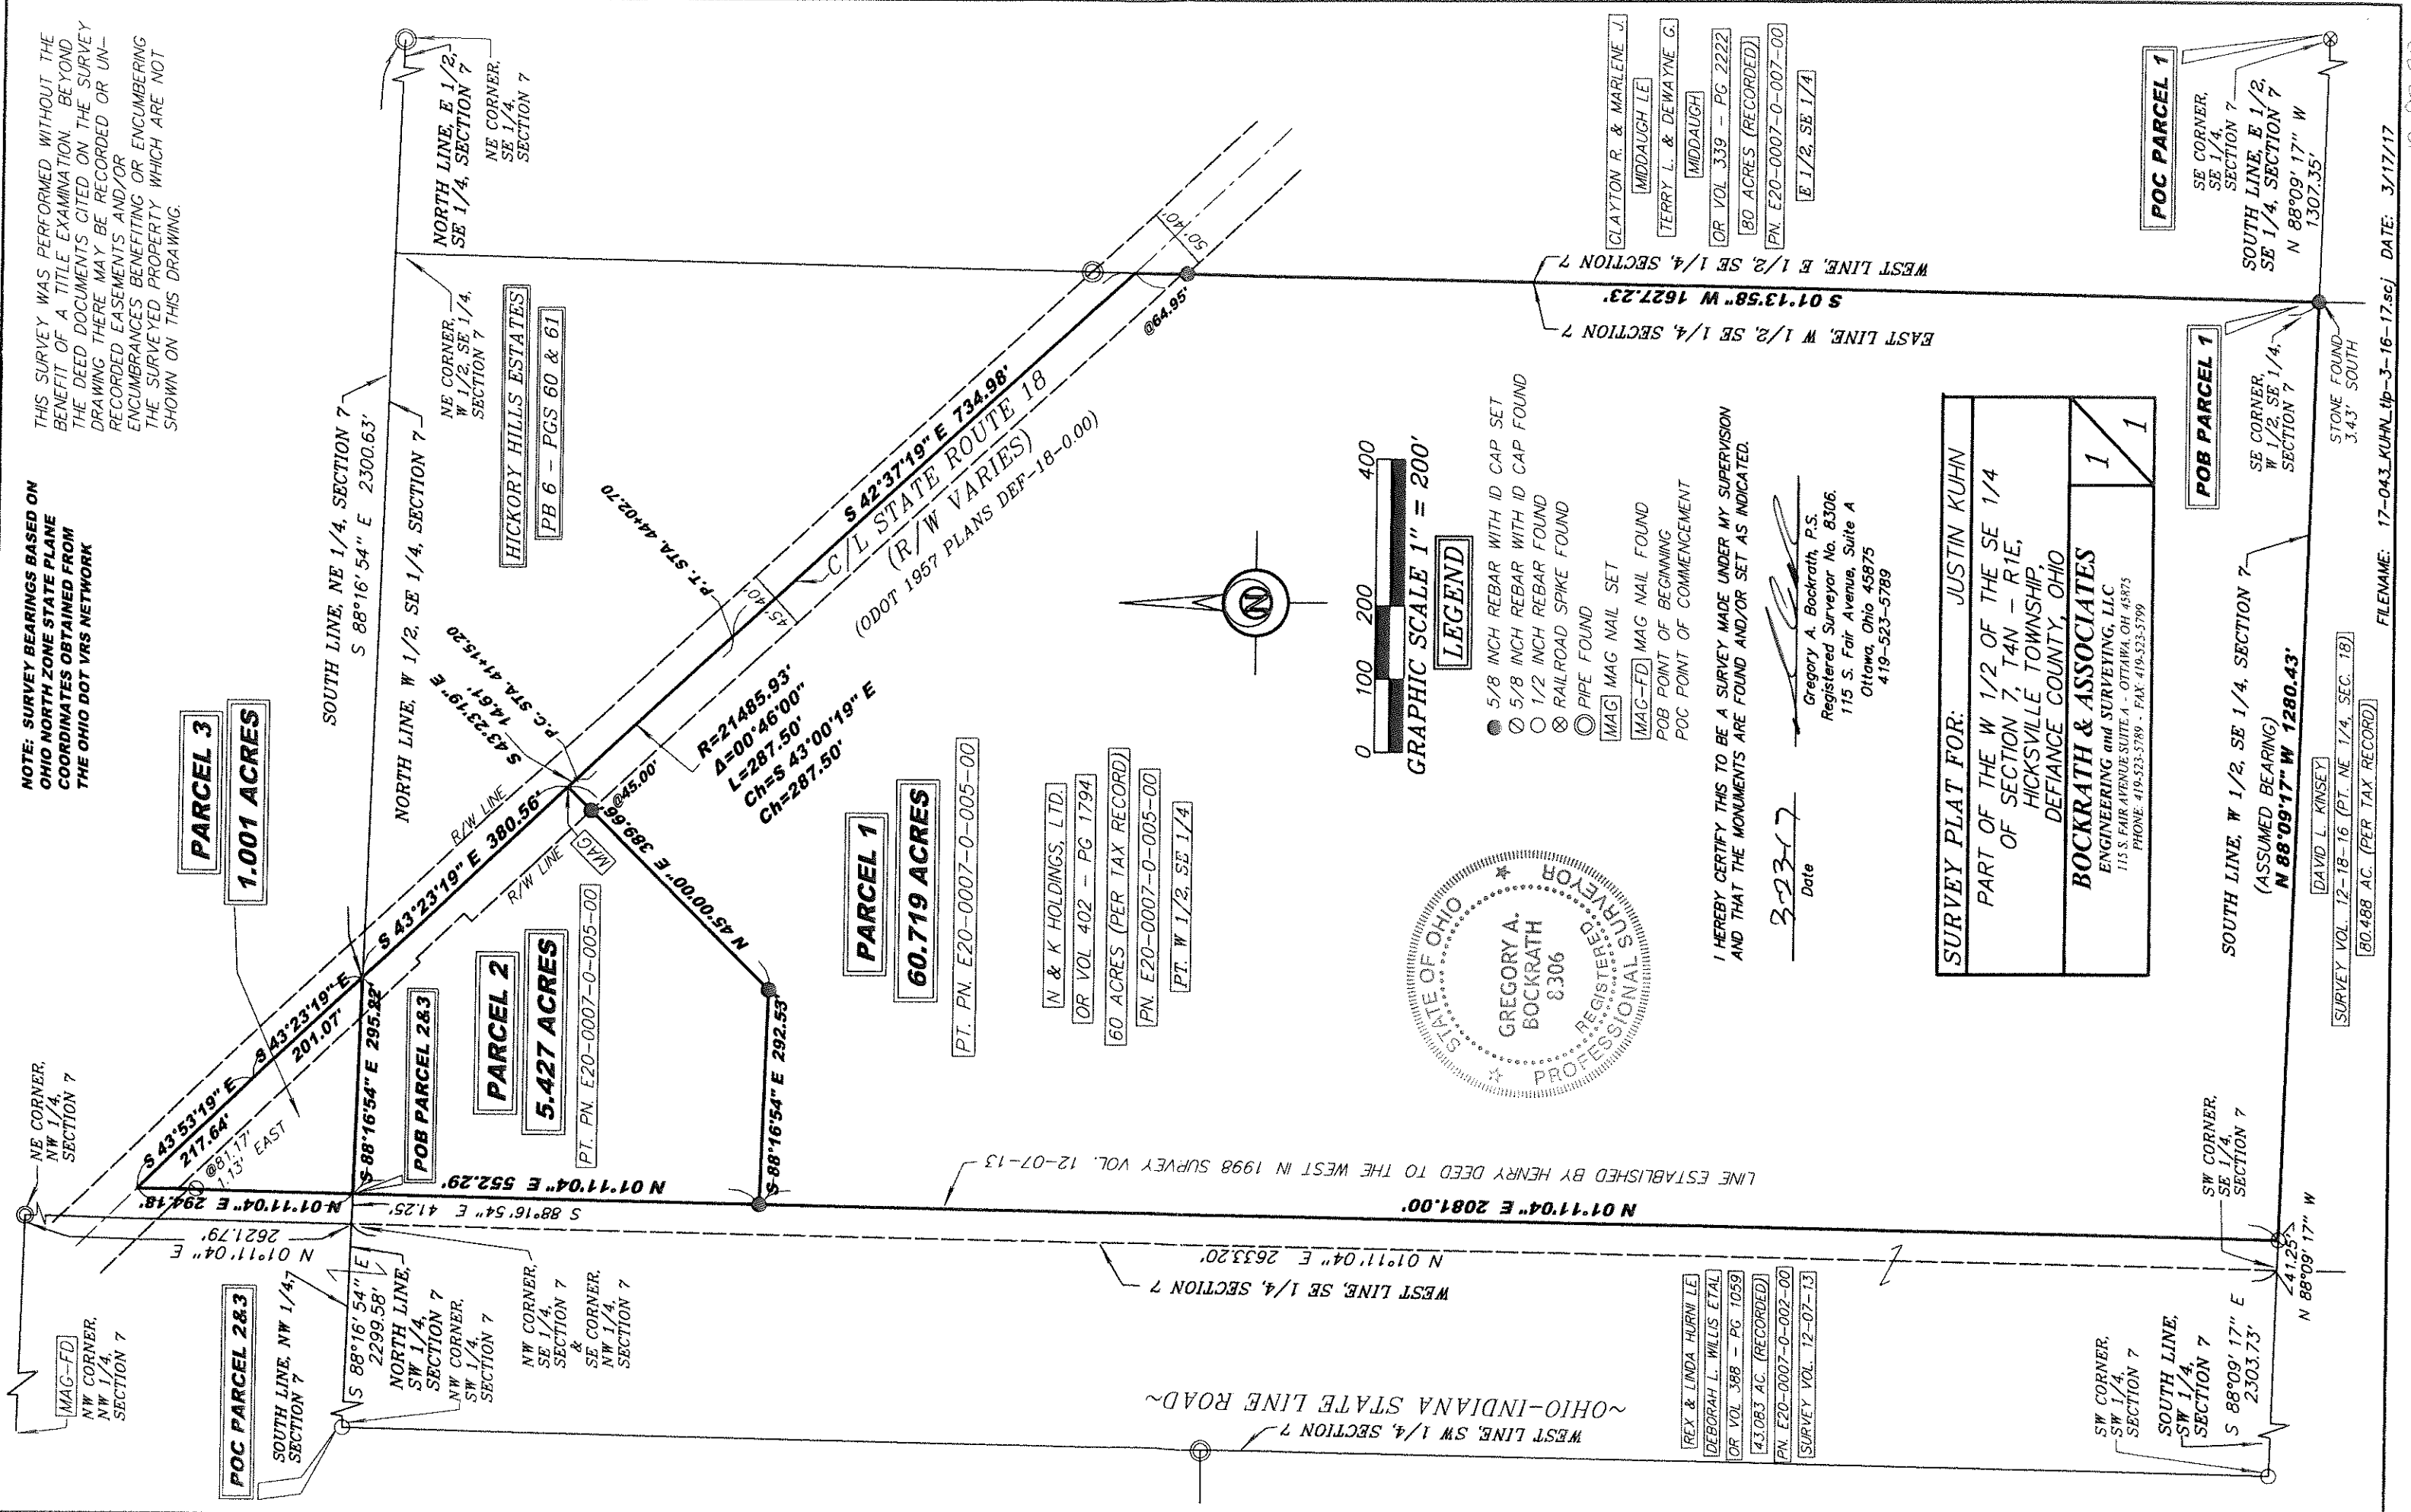 THIS SURVEY WAS PERFORMED WITHOUT THE
BENEFIT OF A TITLE EXAMINATION. BEYOND
THE DEED DOCUMENTS CITED ON THE SURVEY
DRAWING THERE MAY BE RECORDED OR UN-
RECORDED EASEMENTS AND/OR
ENCUMBRANCES BENEFITING OR ENCUMBERING
THE SURVEYED PROPERTY WHICH ARE NOT
SHOWN ON THIS DRAWING.
NOTE: SURVEY BEARINGS BASED ON
OHIO NORTH ZONE STATE PLANE
COORDINATES OBTAINED FROM
THE OHIO DOT VRS NETWORK
NE CORNER,
NW 1/4,
SECTION 7
MAG-FD
NW CORNER,
NW 1/4,
SECTION 7
POC PARCEL 2&3
SOUTH LINE, NW 1/4,
SECTION 7
S 88°16'54" E
2299.58'
NORTH LINE,
SW 1/4,
SECTION 7
NW CORNER,
SW 1/4,
SECTION 7
NW CORNER,
SE 1/4,
SECTION 7
&
SE CORNER,
NW 1/4,
SECTION 7
N 01°11'04" E
2621.79'
N 01°11'04" E 294.18'
S 88°16'54" E 41.25'
S 43°53'19" E
217.64'
@81.17'
1.13' EAST
S 43°23'19" E
201.07'
PARCEL 3
1.001 ACRES
S 88°16'54" E 295.82'
POB PARCEL 2&3
S 43°23'19" E 380.56'
R/W LINE
R/W LINE
SOUTH LINE, NE 1/4, SECTION 7
S 88°16'54" E 2300.63'
NORTH LINE, W 1/2, SE 1/4, SECTION 7
NORTH LINE, E 1/2,
SE 1/4, SECTION 7
NE CORNER,
SE 1/4,
SECTION 7
NE CORNER,
W 1/2, SE 1/4,
SECTION 7
HICKORY HILLS ESTATES
PB 6 - PGS 60 & 61
S 43°23'19" E
14.61'
P.C. STA. 41+15.20
P.T. STA. 44+02.70
45' 40'
S 42°37'19" E 734.98'
C/L STATE ROUTE 18
(R/W VARIES)
(ODOT 1957 PLANS DEF-18-0.00)
50' 40'
@64.95'
R=21485.93'
Δ=00°46'00"
L=287.50'
Ch=S 43°00'19" E
Ch=287.50'
PARCEL 2
5.427 ACRES
PT. PN. E20-0007-0-005-00
MAG
@45.00'
N 45°00'00" E 389.66'
N 01°11'04" E 552.29'
S 88°16'54" E 292.53'
PARCEL 1
60.719 ACRES
PT. PN. E20-0007-0-005-00
N & K HOLDINGS, LTD.
OR VOL 402 - PG 1794
60 ACRES (PER TAX RECORD)
PN. E20-0007-0-005-00
PT. W 1/2, SE 1/4
N
0 100 200 400
GRAPHIC SCALE 1" = 200'
LEGEND
5/8 INCH REBAR WITH ID CAP SET
5/8 INCH REBAR WITH ID CAP FOUND
1/2 INCH REBAR FOUND
RAILROAD SPIKE FOUND
PIPE FOUND
MAG MAG NAIL SET
MAG-FD MAG NAIL FOUND
POB POINT OF BEGINNING
POC POINT OF COMMENCEMENT
CLAYTON R. & MARLENE J.
MIDDAUGH LE
TERRY L. & DEWAYNE G.
MIDDAUGH
OR VOL 339 - PG 2222
80 ACRES (RECORDED)
PN. E20-0007-0-007-00
E 1/2, SE 1/4
WEST LINE, E 1/2, SE 1/4, SECTION 7
S 01°13'58" W 1627.23'
EAST LINE, W 1/2, SE 1/4, SECTION 7
LINE ESTABLISHED BY HENRY DEED TO THE WEST IN 1998 SURVEY VOL. 12-07-13
N 01°11'04" E 2081.00'
N 01°11'04" E 2633.20'
WEST LINE, SE 1/4, SECTION 7
STATE OF OHIO
GREGORY A.
BOCKRATH
8306
REGISTERED
PROFESSIONAL SURVEYOR
I HEREBY CERTIFY THIS TO BE A SURVEY MADE UNDER MY SUPERVISION
AND THAT THE MONUMENTS ARE FOUND AND/OR SET AS INDICATED.
3-23-17
Date
Gregory A. Bockrath, P.S.
Registered Surveyor No. 8306.
115 S. Fair Avenue, Suite A
Ottawa, Ohio 45875
419-523-5789
~OHIO-INDIANA STATE LINE ROAD~
WEST LINE, SW 1/4, SECTION 7
REX & LINDA HURNI LE
DEBORAH L. WILLIS ETAL
OR VOL 388 - PG 1059
43.083 AC. (RECORDED)
PN. E20-0007-0-002-00
SURVEY VOL. 12-07-13
SURVEY PLAT FOR: JUSTIN KUHN
PART OF THE W 1/2 OF THE SE 1/4
OF SECTION 7, T4N - R1E,
HICKSVILLE TOWNSHIP,
DEFIANCE COUNTY, OHIO
BOCKRATH & ASSOCIATES
ENGINEERING and SURVEYING, LLC
115 S. FAIR AVENUE SUITE A - OTTAWA, OH 45875
PHONE: 419-523-5789 - FAX: 419-523-5799
1/1
POC PARCEL 1
SE CORNER,
SE 1/4,
SECTION 7
SOUTH LINE, E 1/2,
SE 1/4, SECTION 7
N 88°09'17" W
1307.35'
POB PARCEL 1
SE CORNER,
W 1/2, SE 1/4,
SECTION 7
STONE FOUND
3.43' SOUTH
SOUTH LINE, W 1/2, SE 1/4, SECTION 7
(ASSUMED BEARING)
N 88°09'17" W 1280.43'
DAVID L. KINSEY
SURVEY VOL. 12-18-16 (PT. NE 1/4, SEC. 18)
80.488 AC. (PER TAX RECORD)
SW CORNER,
SE 1/4,
SECTION 7
41.25'
N 88°09'17" W
SW CORNER,
SW 1/4,
SECTION 7
SOUTH LINE,
SW 1/4,
SECTION 7
S 88°09'17" E
2303.73'
FILENAME: 17-043_KUHN_tlp-3-16-17.scj DATE: 3/17/17